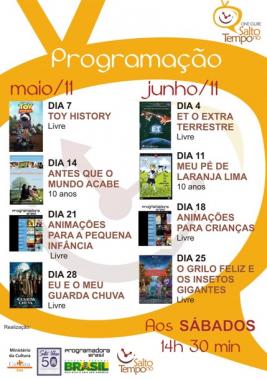 CINE CLUBE
Salto
no
Tempo
Programação
maio/11
DIA 7
TOY HISTORY
Livre
DIA 14
ANTES QUE O
MUNDO ACABE
10 anos
DIA 21
ANIMAÇÕES
PARA A PEQUENA
INFÂNCIA
Livre
DIA 28
EU E O MEU
GUARDA CHUVA
Livre
junho/11
DIA 4
ET O EXTRA
TERRESTRE
Livre
DIA 11
MEU PÉ DE
LARANJA LIMA
10 anos
DIA 18
ANIMAÇÕES
PARA CRIANÇAS
Livre
DIA 25
O GRILO FELIZ E
OS INSETOS
GIGANTES
Livre
Aos SÁBADOS
14h 30 min
Realização
Ministério
da Cultura
programadora
brasil
BRASIL
Salto
no
Tempo